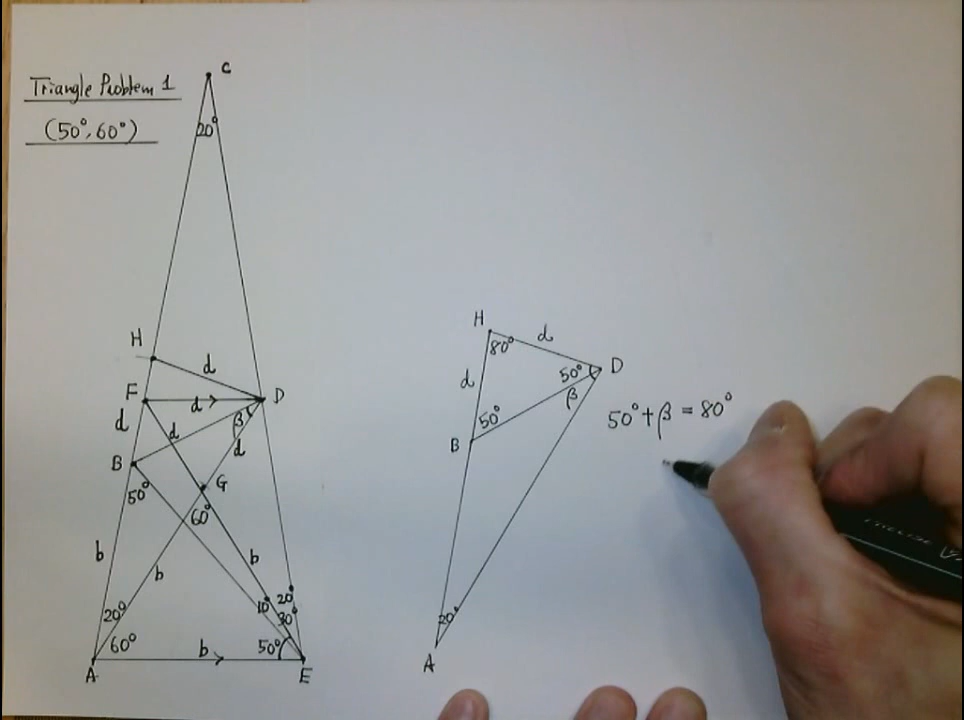 Triangle Problem 1
(50°, 60°)
C
20°
H
d
F
d
D
d
β
d
d
B
G
50°
60°
b
b
b
10°
20°
30°
20°
60°
b
50°
A
E
H
d
80°
d
50°
D
β
50°
B
50° + β = 80°
20°
A